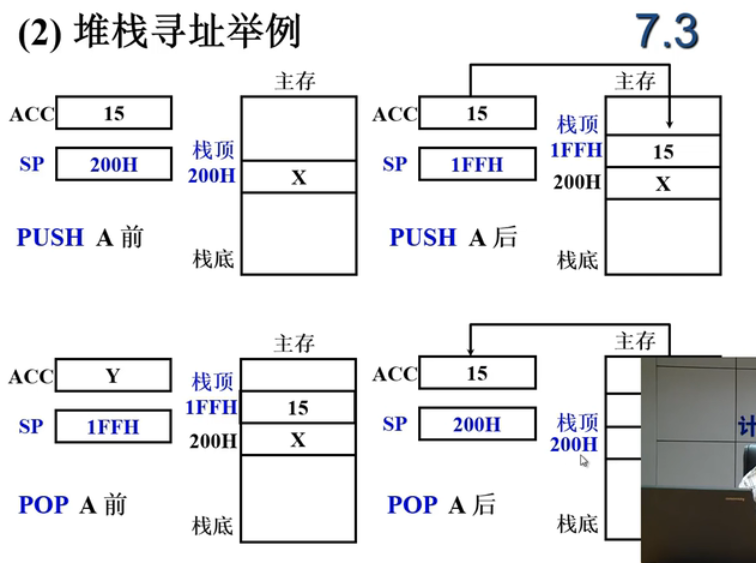 (2) 堆栈寻址举例
7.3
主存
ACC 15
SP 200H
栈顶
200H X
PUSH A 前
栈底
主存
ACC 15
SP 1FFH
栈顶
1FFH 15
200H X
PUSH A 后
栈底
主存
ACC Y
SP 1FFH
栈顶
1FFH 15
200H X
POP A 前
栈底
主存
ACC 15
SP 200H
栈顶
200H
POP A 后
栈底
计